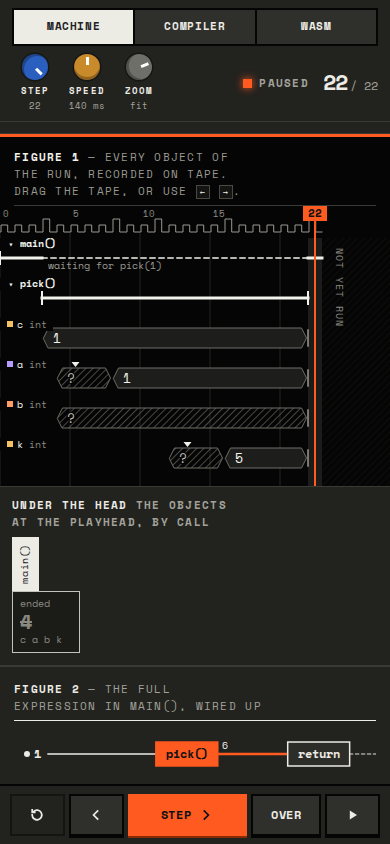 MACHINE COMPILER WASM
STEP SPEED ZOOM
22 140 ms fit
PAUSED 22 / 22
FIGURE 1 — EVERY OBJECT OF
THE RUN, RECORDED ON TAPE.
DRAG THE TAPE, OR USE ← →.
0 5 10 15 22
▾ main()
waiting for pick(1)
▾ pick()
NOT YET RUN
c int 1
a int ? 1
b int ?
k int ? 5
UNDER THE HEAD THE OBJECTS
AT THE PLAYHEAD, BY CALL
main()
ended
4
c a b k
FIGURE 2 — THE FULL
EXPRESSION IN MAIN(), WIRED UP
1 pick() 6 return
STEP OVER